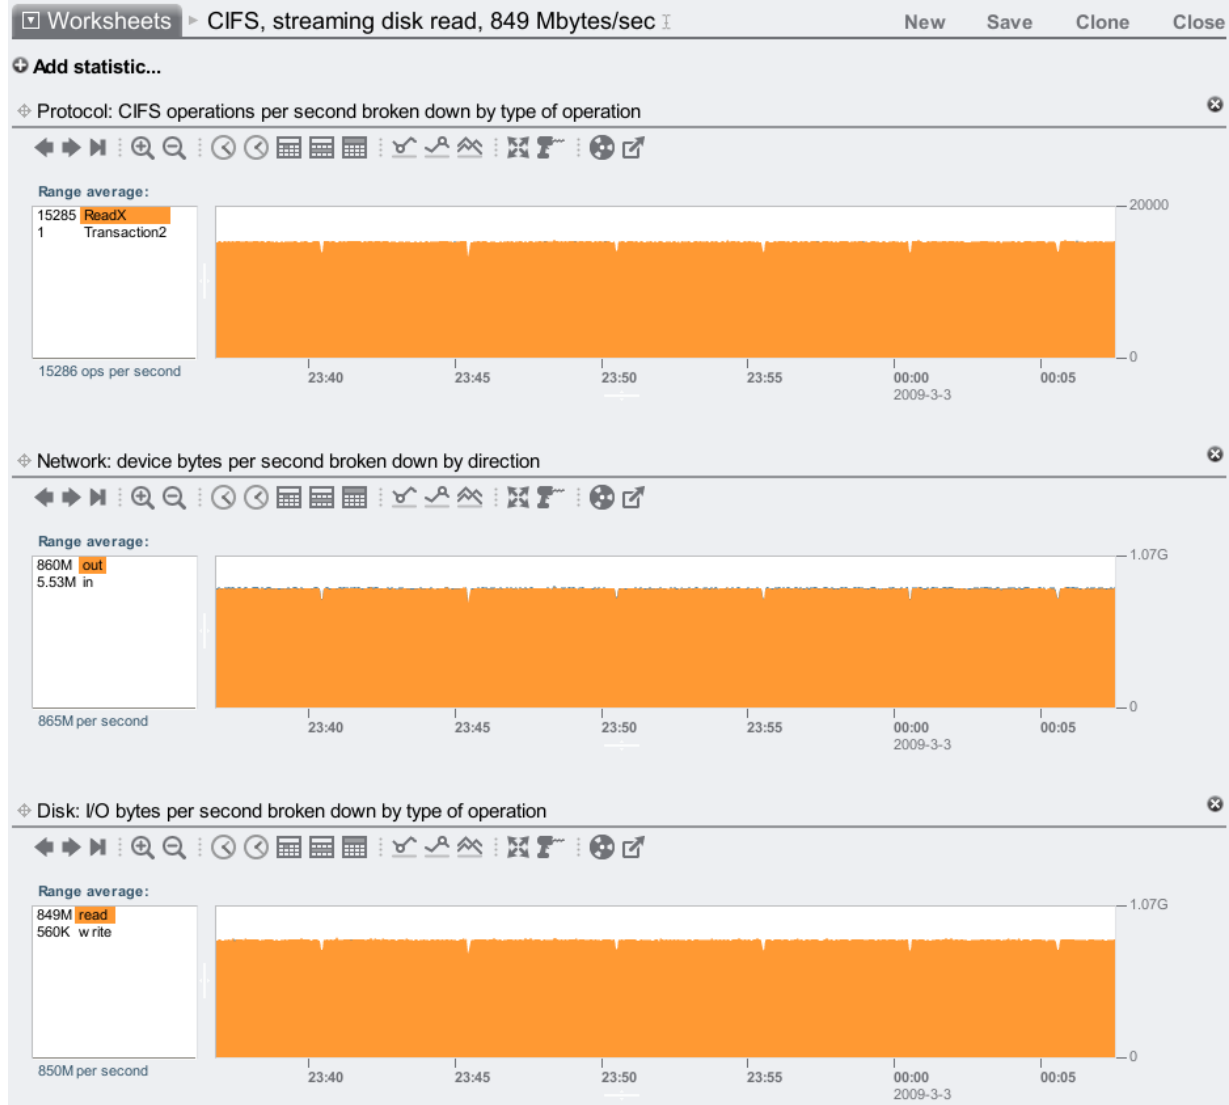 Worksheets CIFS, streaming disk read, 849 Mbytes/sec New Save Clone Close
Add statistic...
Protocol: CIFS operations per second broken down by type of operation
Range average:
15285 ReadX
1 Transaction2
15286 ops per second
20000
0
23:40 23:45 23:50 23:55 00:00 00:05
2009-3-3
Network: device bytes per second broken down by direction
Range average:
860M out
5.53M in
865M per second
1.07G
0
23:40 23:45 23:50 23:55 00:00 00:05
2009-3-3
Disk: I/O bytes per second broken down by type of operation
Range average:
849M read
560K write
850M per second
1.07G
0
23:40 23:45 23:50 23:55 00:00 00:05
2009-3-3